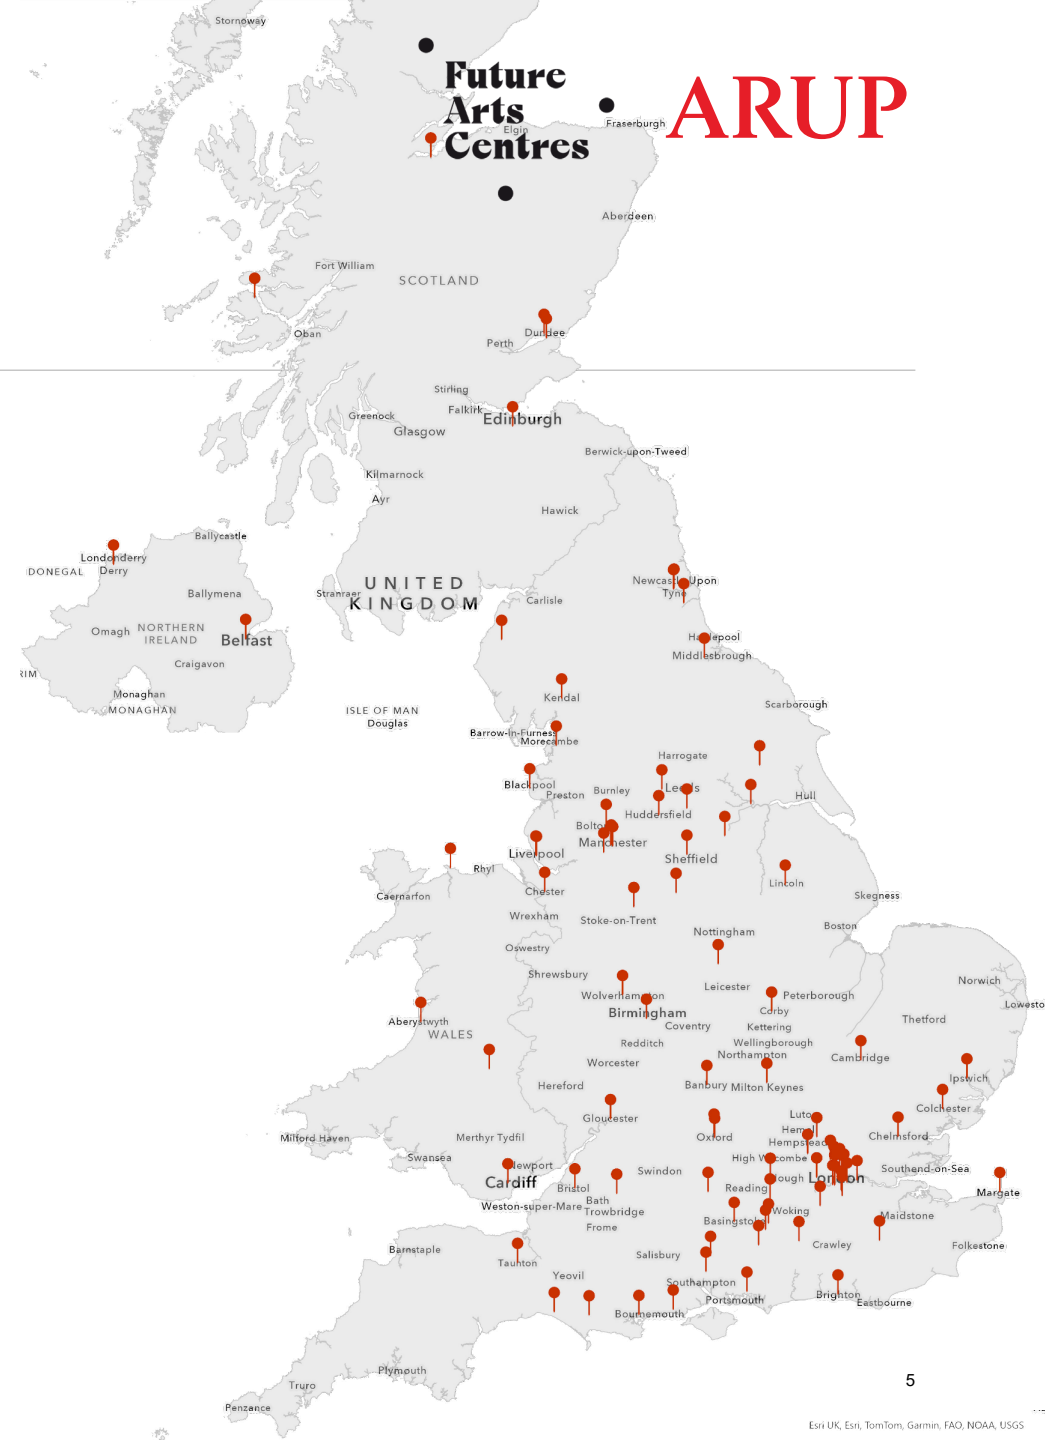 Stornoway
Future
Arts
Centres
ARUP
Elgin
Fraserburgh
Aberdeen
Fort William
SCOTLAND
Oban
Dundee
Perth
Stirling
Falkirk
Greenock
Edinburgh
Glasgow
Berwick-upon-Tweed
Kilmarnock
Ayr
Hawick
Ballycastle
Londonderry
Derry
DONEGAL
Ballymena
Stranraer
UNITED
KINGDOM
Carlisle
Newcastle Upon
Tyne
Omagh
NORTHERN
IRELAND
Belfast
Hartlepool
Middlesbrough
Craigavon
RIM
Monaghan
MONAGHAN
ISLE OF MAN
Douglas
Kendal
Scarborough
Barrow-In-Furness
Morecambe
Harrogate
Blackpool
Preston
Burnley
Leeds
Hull
Huddersfield
Bolton
Manchester
Liverpool
Sheffield
Rhyl
Chester
Lincoln
Caernarfon
Skegness
Wrexham
Stoke-on-Trent
Boston
Nottingham
Oswestry
Shrewsbury
Norwich
Leicester
Wolverhampton
Peterborough
Lowesto
Birmingham
Corby
Thetford
Aberystwyth
WALES
Coventry
Kettering
Redditch
Wellingborough
Northampton
Cambridge
Worcester
Hereford
Banbury
Milton Keynes
Ipswich
Colchester
Gloucester
Luton
Hemel
Hempstead
Chelmsford
Milford Haven
Merthyr Tydfil
Oxford
Swansea
Newport
High Wycombe
Swindon
Southend-on-Sea
Cardiff
Slough
London
Bristol
Reading
Margate
Bath
Weston-super-Mare
Trowbridge
Woking
Maidstone
Frome
Basingstoke
Barnstaple
Salisbury
Crawley
Folkestone
Taunton
Yeovil
Southampton
Portsmouth
Brighton
Eastbourne
Bournemouth
Plymouth
Truro
Penzance
5
Esri UK, Esri, TomTom, Garmin, FAO, NOAA, USGS